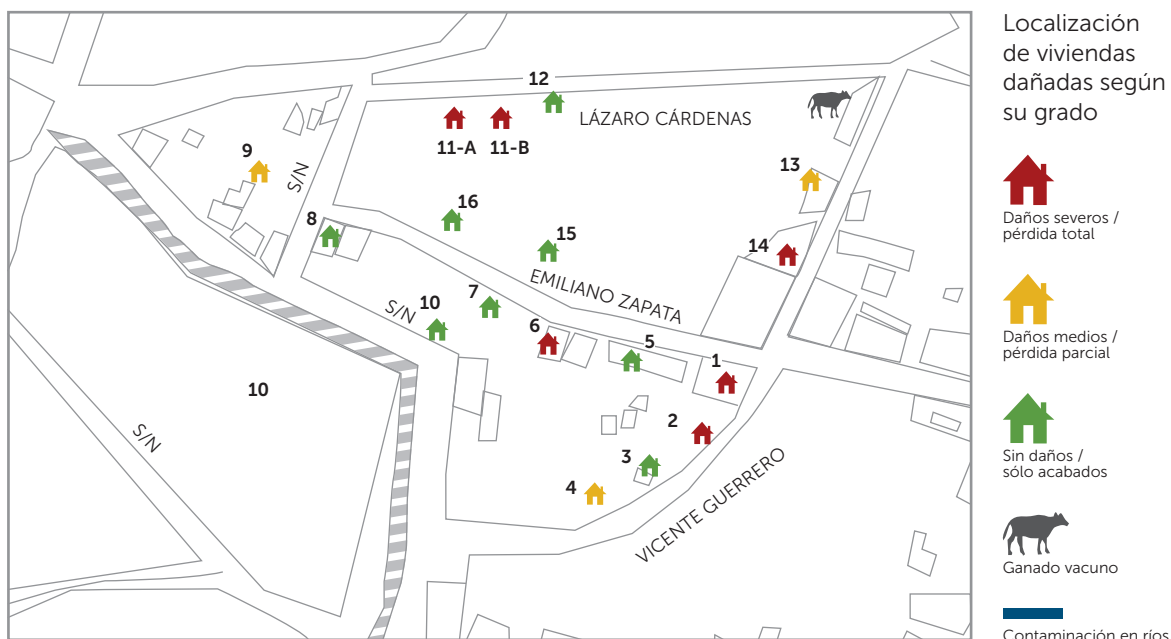 12
LÁZARO CÁRDENAS
11-A
11-B
9
S/N
13
16
8
15
14
EMILIANO ZAPATA
7
S/N
10
6
5
1
10
2
S/N
3
4
VICENTE GUERRERO
Localización
de viviendas
dañadas según
su grado
Daños severos /
pérdida total
Daños medios /
pérdida parcial
Sin daños /
sólo acabados
Ganado vacuno
Contaminación en ríos